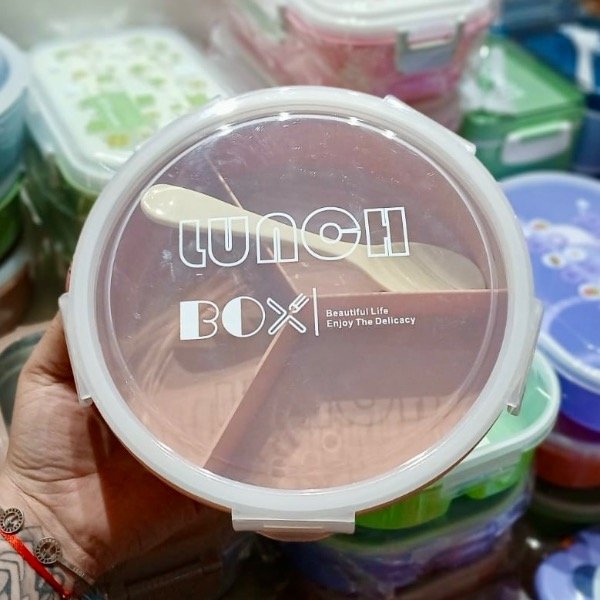 LUNCH
BOX
Beautiful Life
Enjoy The Delicacy